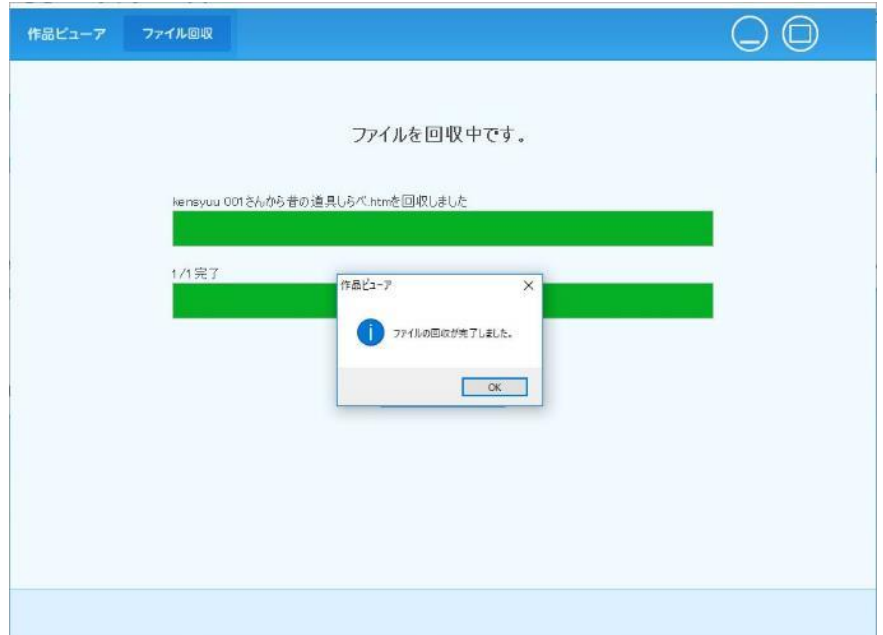 作品ビューア ファイル回収
ファイルを回収中です。
kensyuu 001さんから昔の道具しらべ.htmを回収しました
1/1完了
作品ビューア
ファイルの回収が完了しました。
OK